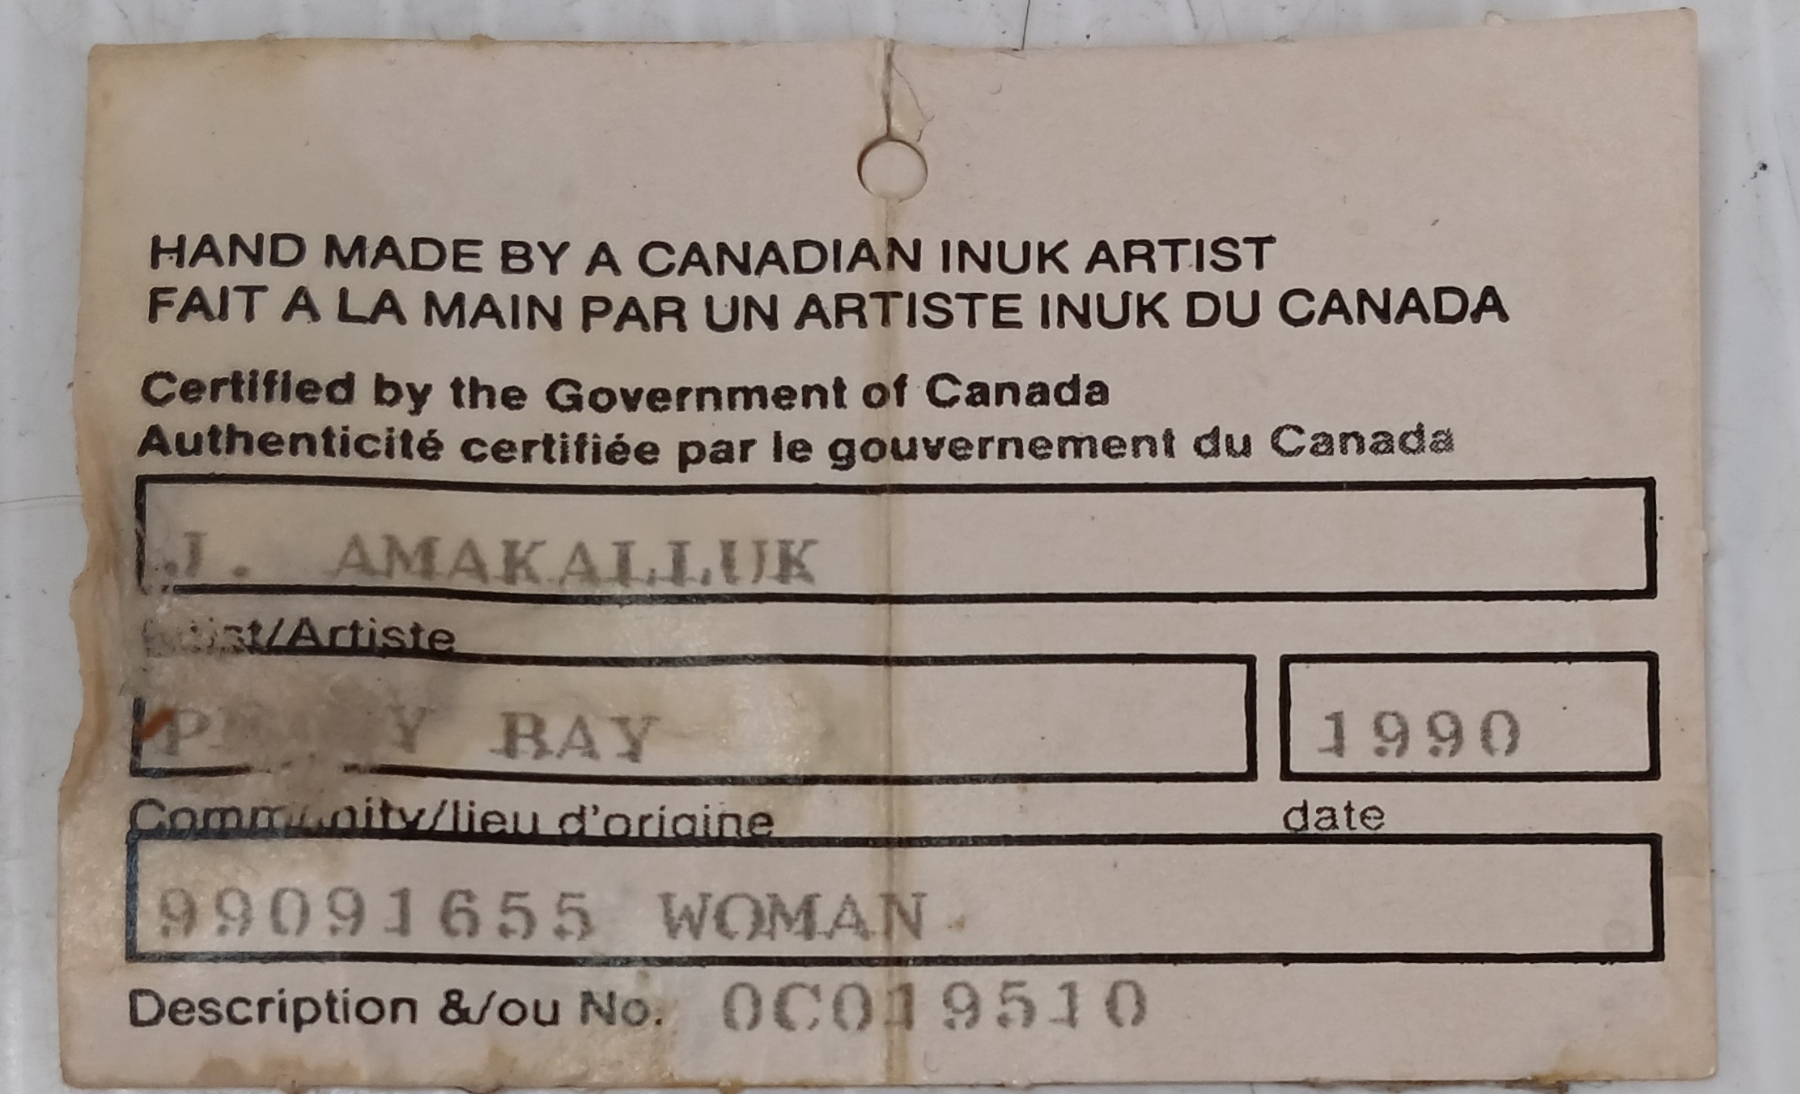 HAND MADE BY A CANADIAN INUK ARTIST
FAIT A LA MAIN PAR UN ARTISTE INUK DU CANADA
Certified by the Government of Canada
Authenticité certifiée par le gouvernement du Canada
J. AMAKALLUK
Artist/Artiste
BAY
1990
Community/lieu d'origine
date
99091655 WOMAN
Description &/ou No. 0C019510